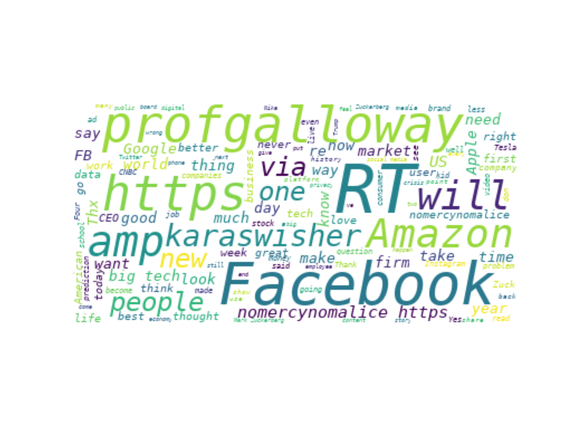 profgalloway
RT
will
https
one
via
amp
karaswisher
Amazon
new
Facebook
people
nomercynomalice https
say
FB
Google better
world
thing
work
data
go
Thx
CEO good
much
day
tech
love
nomercynomalice
business
know
never
now
re
way
market
US
need
right
Apple
first
company
user
Tesla
week great
make
firm
take
time
want
big tech look
today
American
prediction
become
think
best
thought
life
year
Zuck
problem
Instagram
question
Thank
going
said
stock
history
live
even
Trump
brand
less
media
Zuckerberg
feel
digital
board
public
many
ad
wrong
Twitter
CNBC
phone
next
companies
job
school
Four
consumer
kid
crisis point
social media
platform
privacy
give
put
see
well
video
back
read
share
Yes
story
content
Mark Zuckerberg
economy
made
still
money
employee
happen
show
use
end
come